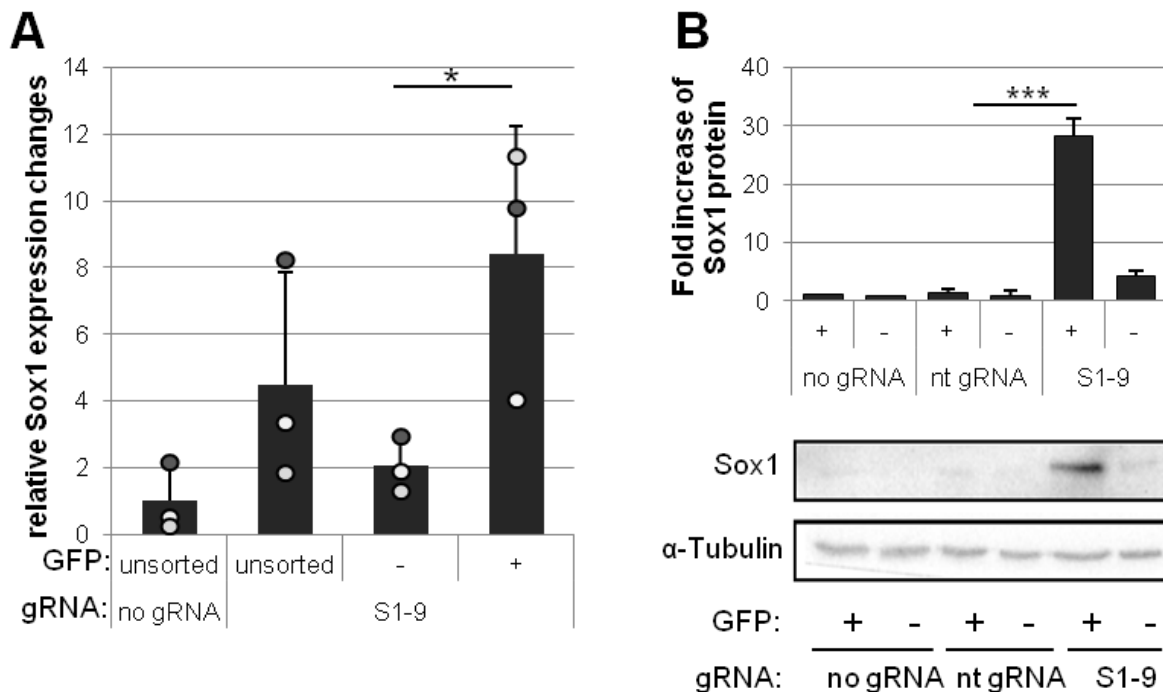 A
relative Sox1 expression changes
14
12
10
8
6
4
2
0
*
GFP: unsorted unsorted - +
gRNA: no gRNA S1-9
B
Fold increase of
Sox1 protein
40
30
20
10
0
***
+ - + - + -
no gRNA nt gRNA S1-9
Sox1
α-Tubulin
GFP: + - + - + -
gRNA: no gRNA nt gRNA S1-9